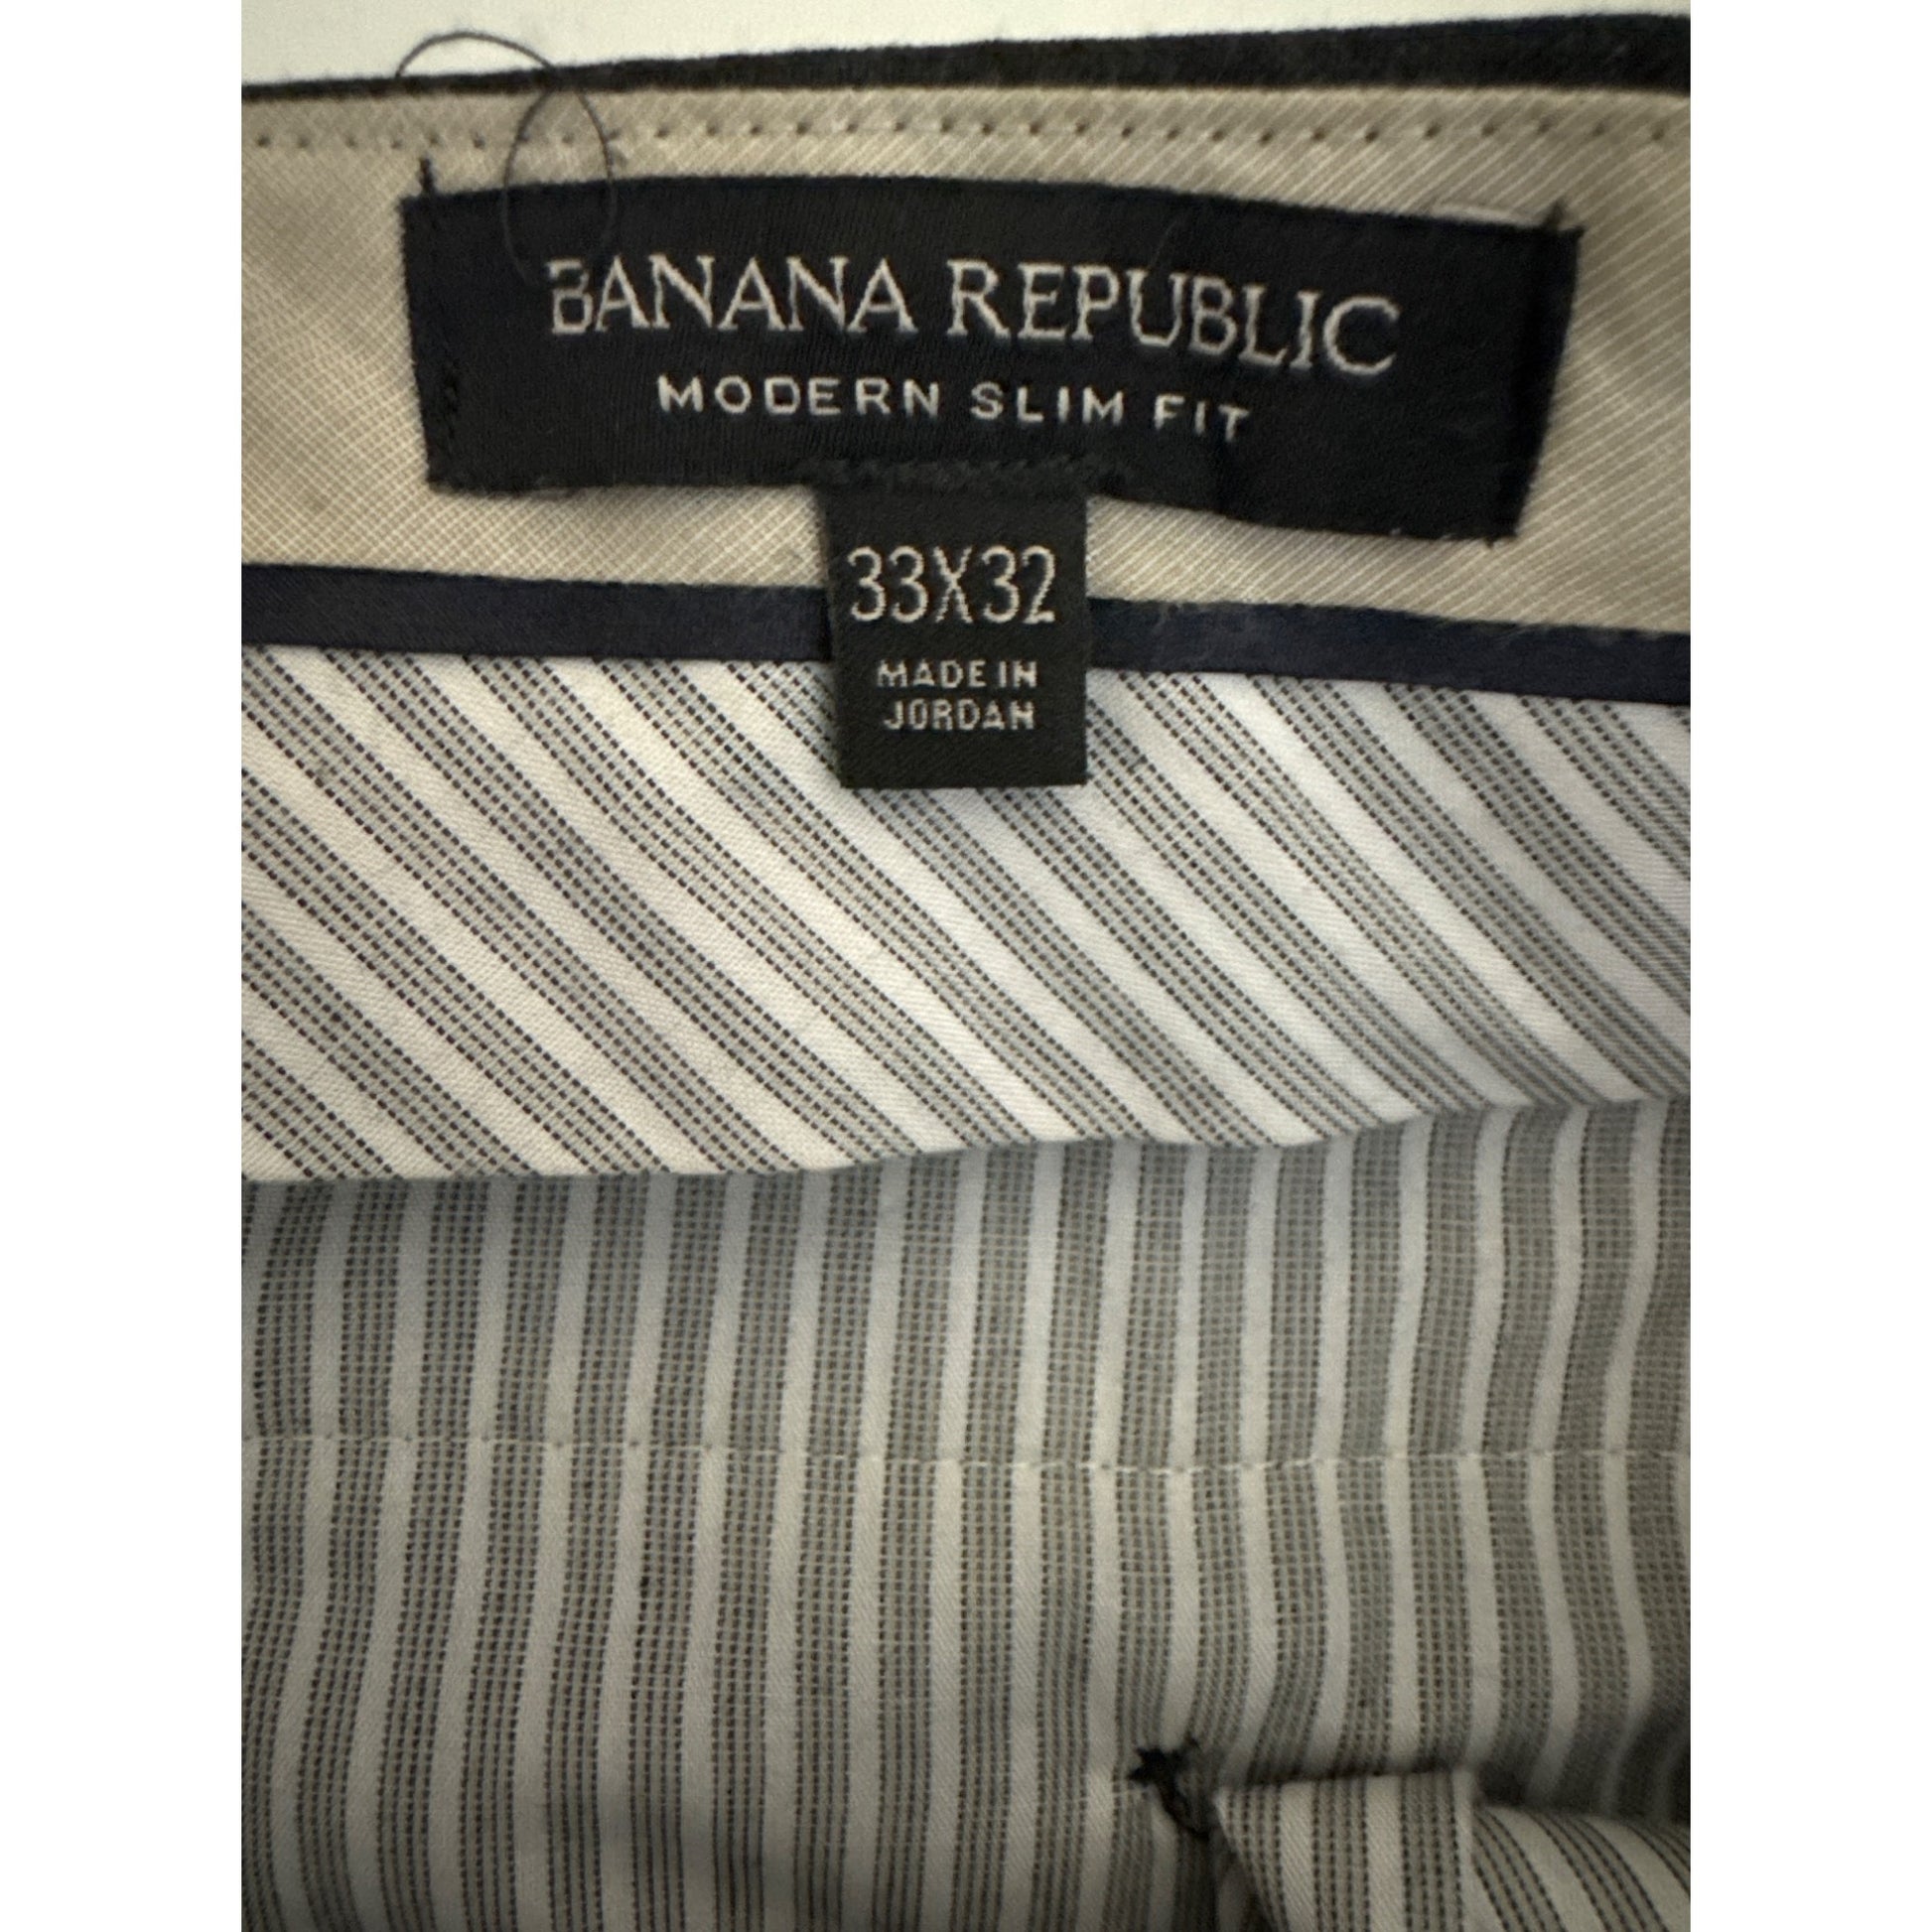 BANANA REPUBLIC
MODERN SLIM FIT
33X32
MADE IN
JORDAN